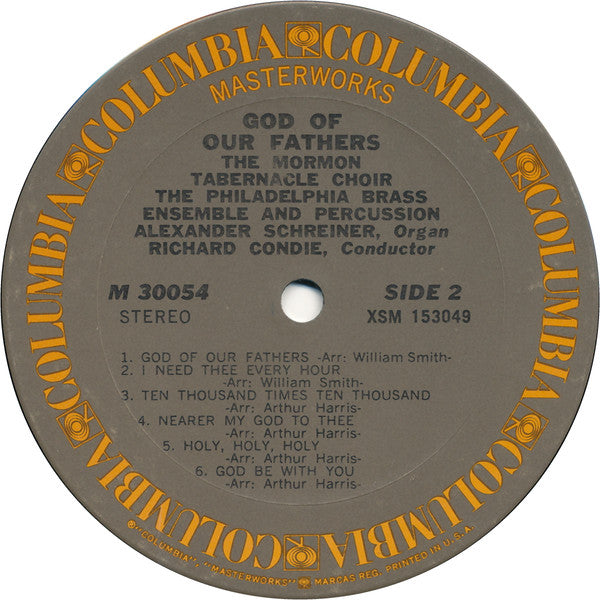 COLUMBIA COLUMBIA COLUMBIA COLUMBIA COLUMBIA COLUMBIA COLUMBIA COLUMBIA
MASTERWORKS
GOD OF
OUR FATHERS
THE MORMON
TABERNACLE CHOIR
THE PHILADELPHIA BRASS
ENSEMBLE AND PERCUSSION
ALEXANDER SCHREINER, Organ
RICHARD CONDIE, Conductor
M 30054 SIDE 2
STEREO XSM 153049
1. GOD OF OUR FATHERS -Arr: William Smith-
2. I NEED THEE EVERY HOUR
-Arr: William Smith-
3. TEN THOUSAND TIMES TEN THOUSAND
-Arr: Arthur Harris-
4. NEARER MY GOD TO THEE
-Arr: Arthur Harris-
5. HOLY, HOLY, HOLY
-Arr: Arthur Harris-
6. GOD BE WITH YOU
-Arr: Arthur Harris-
®"COLUMBIA", "MASTERWORKS" MARCAS REG. PRINTED IN U.S.A.